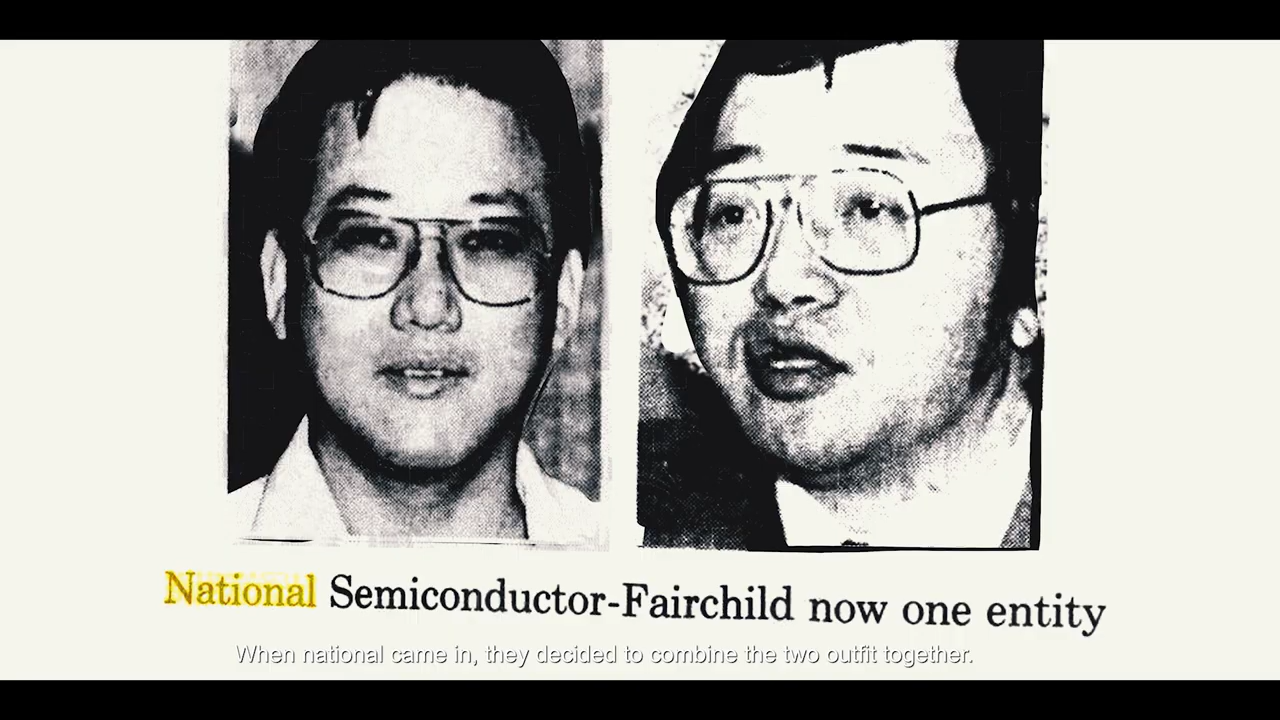 National Semiconductor-Fairchild now one entity
When national came in, they decided to combine the two outfit together.